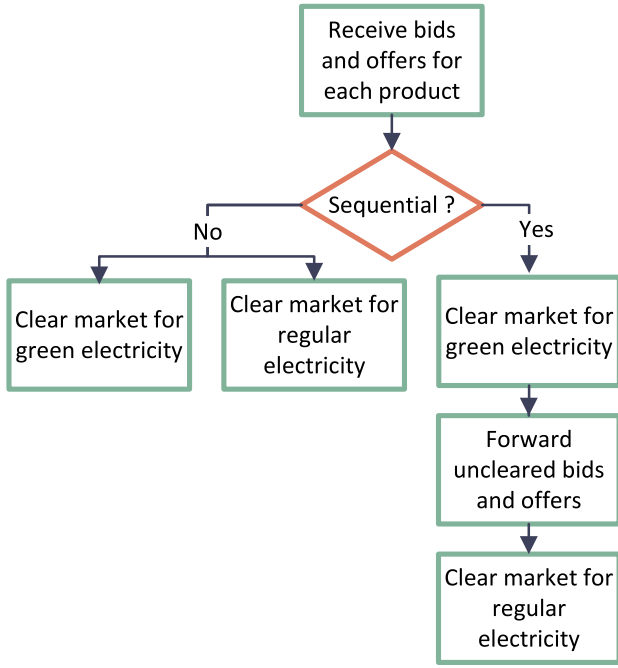 Receive bids
and offers for
each product
Sequential ?
No
Yes
Clear market for
green electricity
Clear market for
regular
electricity
Clear market for
green electricity
Forward
uncleared bids
and offers
Clear market for
regular
electricity